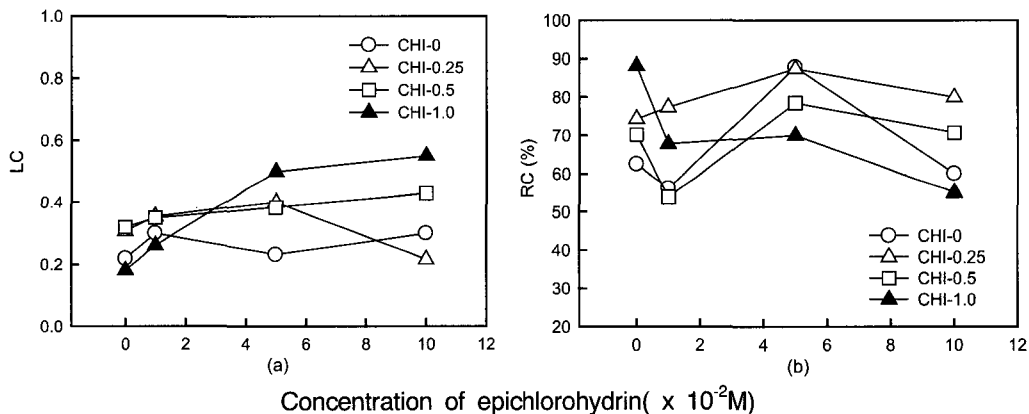 1.0
0.8
0.6
0.4
0.2
0.0
LC
CHI-0
CHI-0.25
CHI-0.5
CHI-1.0
0 2 4 6 8 10 12
(a)
100
90
80
70
60
50
40
30
20
RC (%)
CHI-0
CHI-0.25
CHI-0.5
CHI-1.0
0 2 4 6 8 10 12
(b)
Concentration of epichlorohydrin( x 10⁻²M)